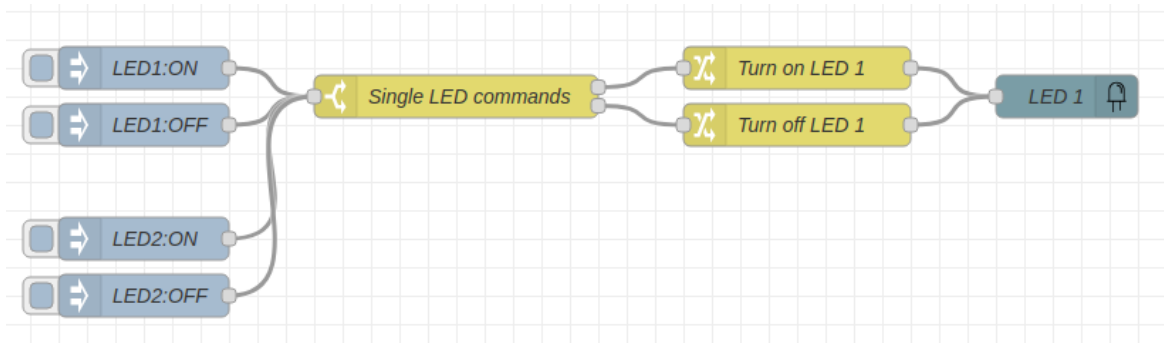 LED1:ON
LED1:OFF
LED2:ON
LED2:OFF
Single LED commands
Turn on LED 1
Turn off LED 1
LED 1